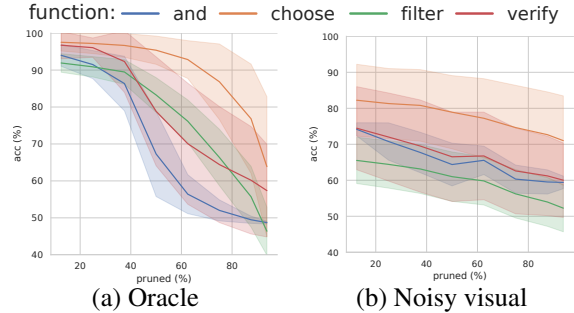 function: and choose filter verify
100
90
80
70
60
50
40
acc (%)
20 40 60 80
pruned (%)
(a) Oracle
100
90
80
70
60
50
40
acc (%)
20 40 60 80
pruned (%)
(b) Noisy visual